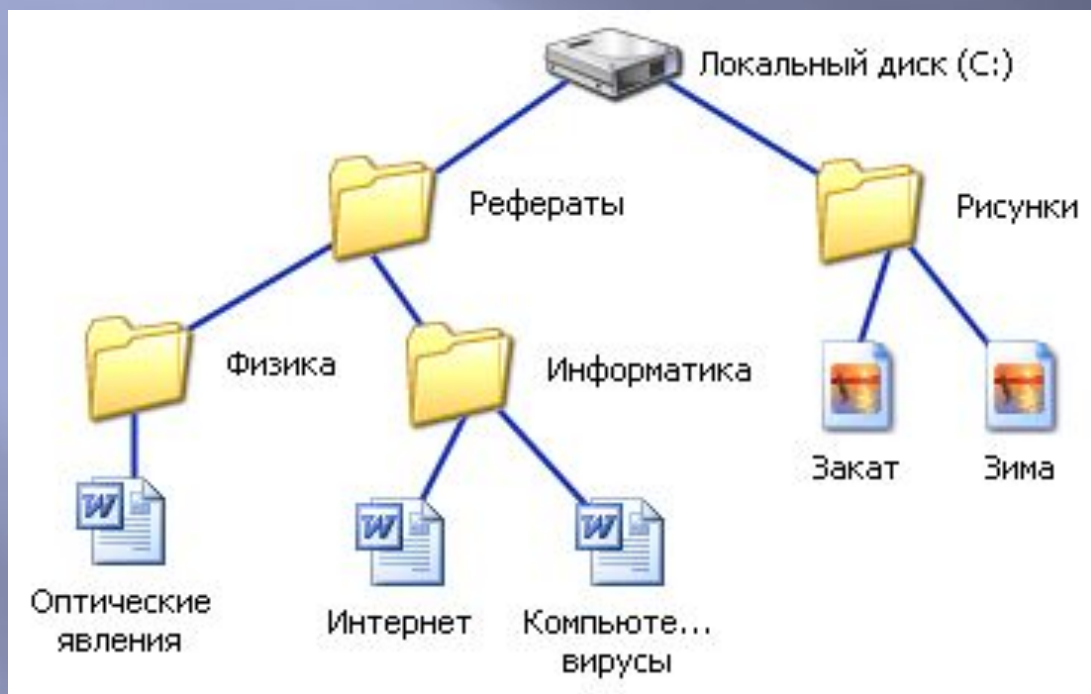 Локальный диск (C:)
Рефераты
Рисунки
Физика
Информатика
Закат
Зима
Оптические
явления
Интернет
Компьюте...
вирусы